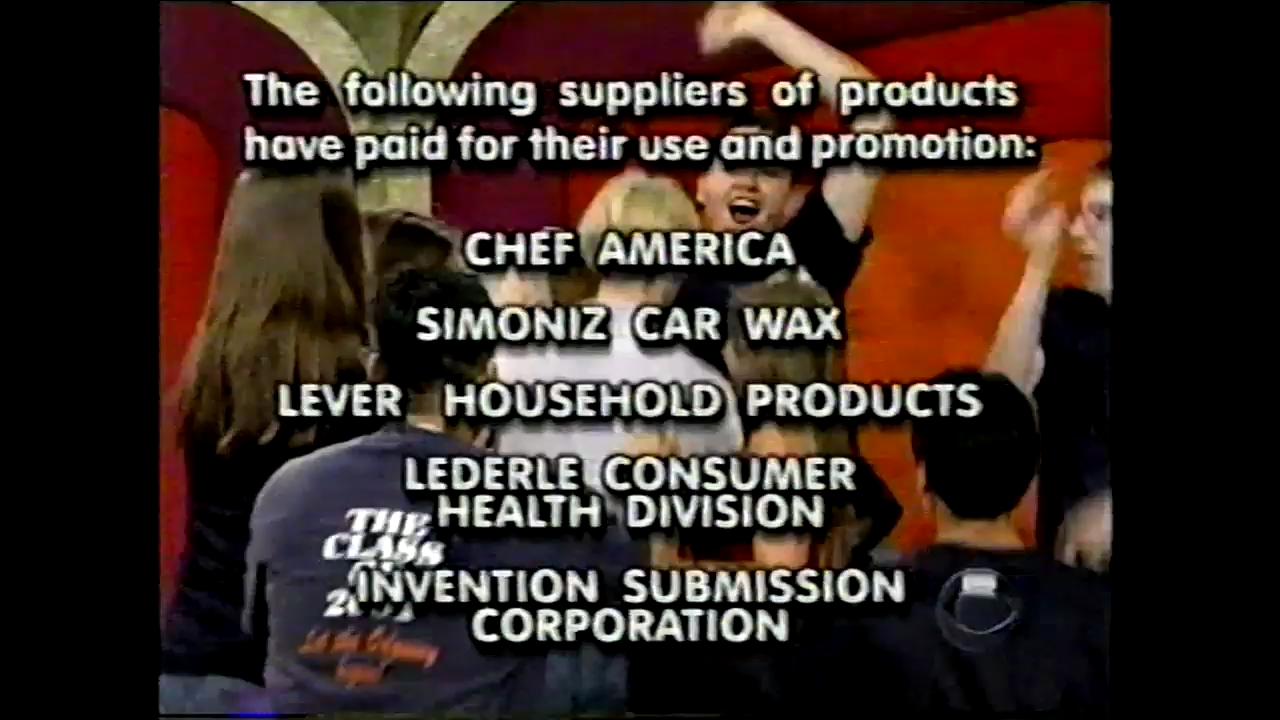 The following suppliers of products
have paid for their use and promotion:
CHEF AMERICA
SIMONIZ CAR WAX
LEVER HOUSEHOLD PRODUCTS
LEDERLE CONSUMER
HEALTH DIVISION
INVENTION SUBMISSION
CORPORATION
THE
CLASS